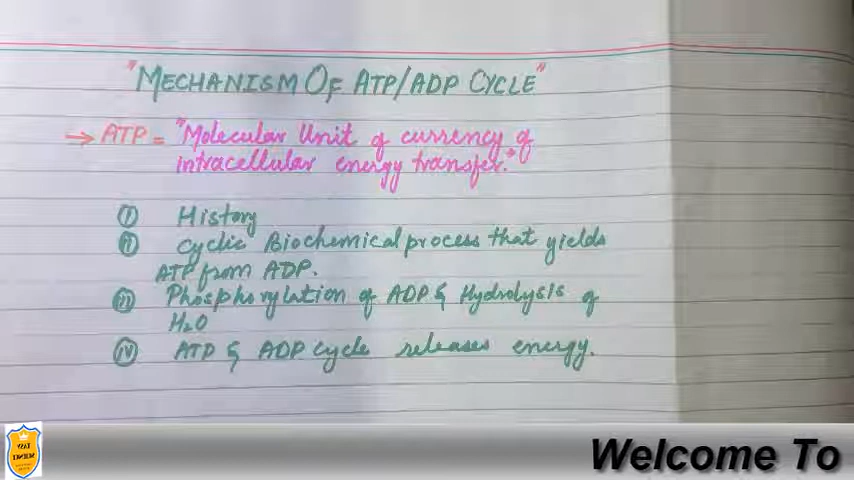 "MECHANISM OF ATP/ADP CYCLE"
→ ATP = "Molecular Unit of currency of
intracellular energy transfer."
(i) History
(ii) Cyclic Biochemical process that yields
ATP from ADP.
(iii) Phosphorylation of ADP & Hydrolysis of
H₂O
(iv) ATP & ADP cycle releases energy.
Welcome To